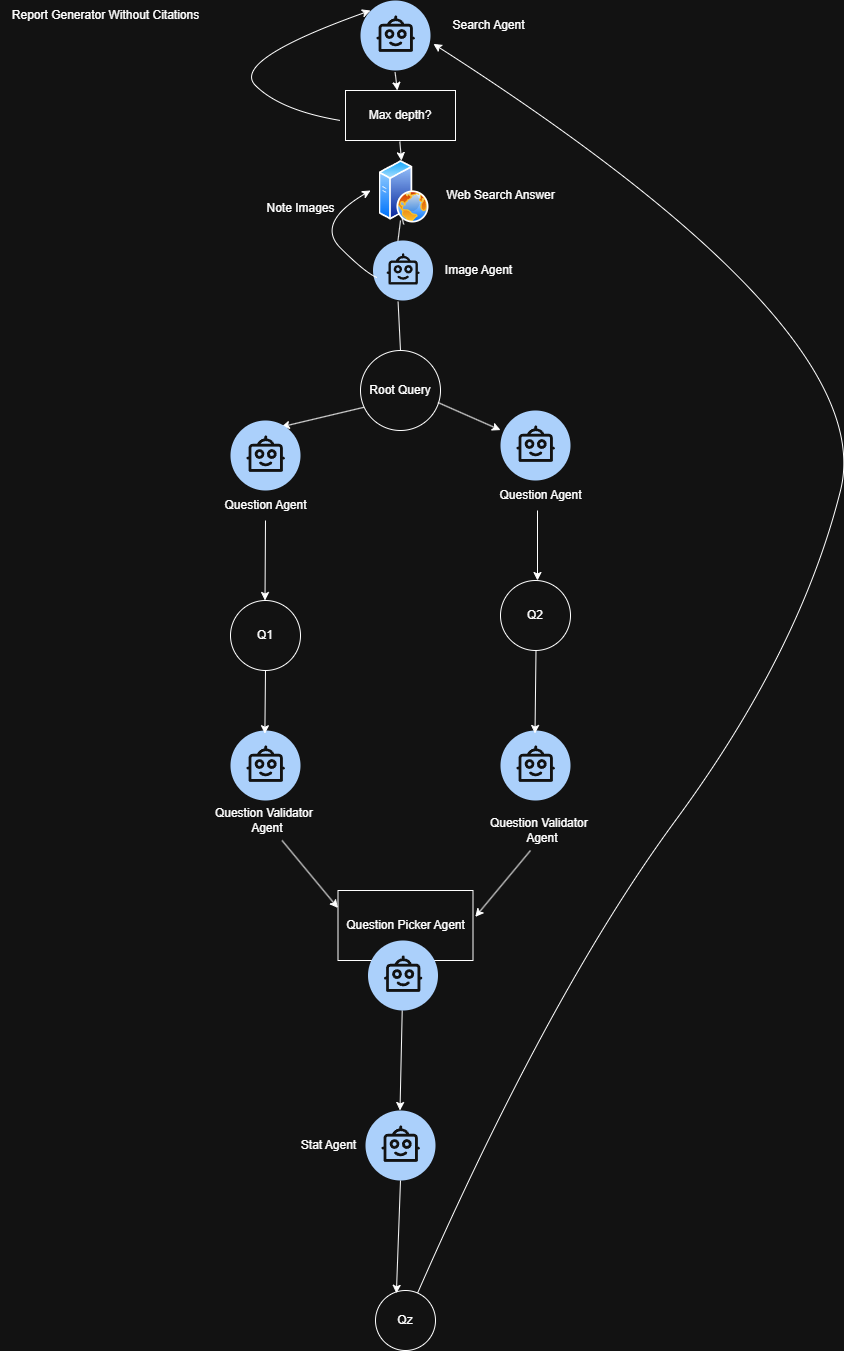 Report Generator Without Citations
Search Agent
Max depth?
Web Search Answer
Note Images
Image Agent
Root Query
Question Agent
Question Agent
Q1
Q2
Question Validator
Agent
Question Validator
Agent
Question Picker Agent
Stat Agent
Qz